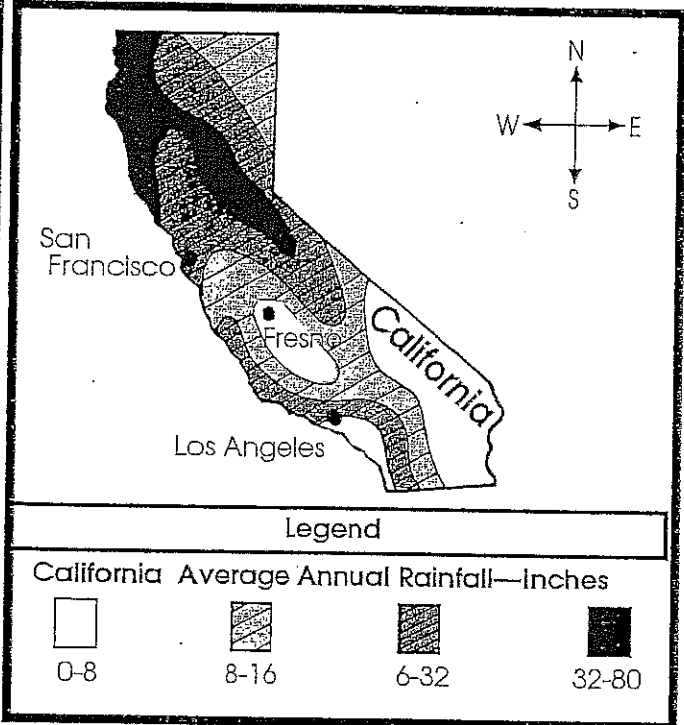 N
W E
S
San
Francisco
Fresno
California
Los Angeles
Legend
California Average Annual Rainfall—Inches
0-8 8-16 6-32 32-80